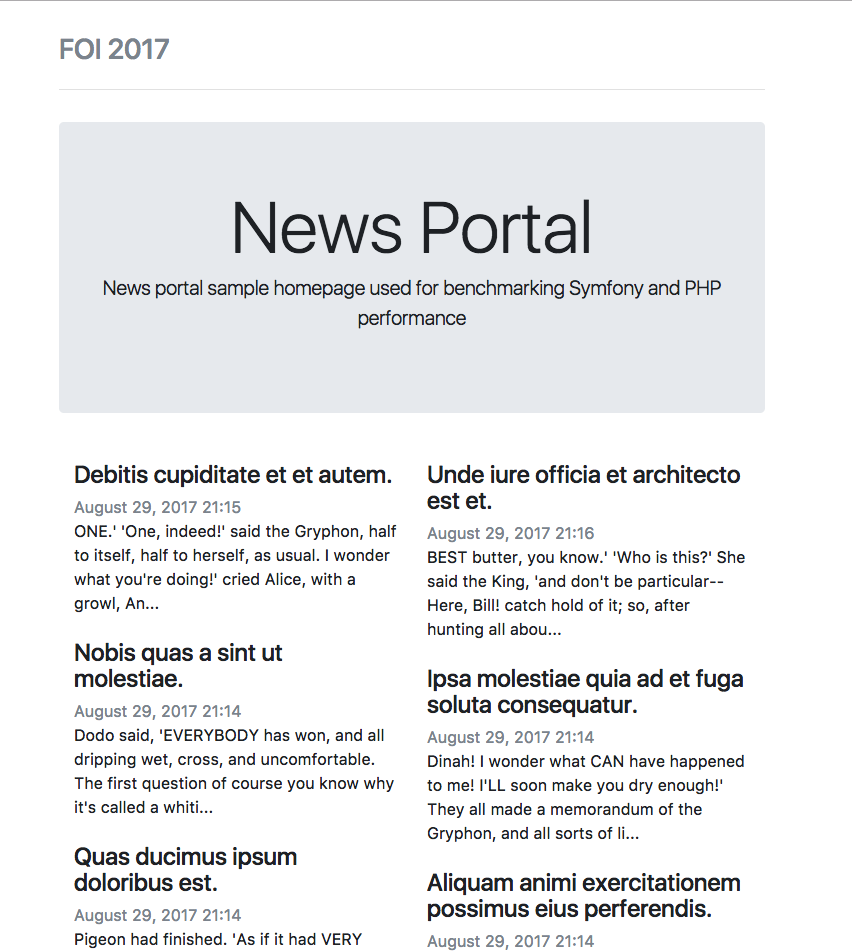 FOI 2017
News Portal
News portal sample homepage used for benchmarking Symfony and PHP
performance
Debitis cupiditate et et autem.
August 29, 2017 21:15
ONE.' 'One, indeed!' said the Gryphon, half
to itself, half to herself, as usual. I wonder
what you're doing!' cried Alice, with a
growl, An...
Nobis quas a sint ut
molestiae.
August 29, 2017 21:14
Dodo said, 'EVERYBODY has won, and all
dripping wet, cross, and uncomfortable.
The first question of course you know why
it's called a whiti...
Quas ducimus ipsum
doloribus est.
August 29, 2017 21:14
Pigeon had finished. 'As if it had VERY
Unde iure officia et architecto
est et.
August 29, 2017 21:16
BEST butter, you know.' 'Who is this?' She
said the King, 'and don't be particular--
Here, Bill! catch hold of it; so, after
hunting all abou...
Ipsa molestiae quia ad et fuga
soluta consequatur.
August 29, 2017 21:14
Dinah! I wonder what CAN have happened
to me! I'LL soon make you dry enough!'
They all made a memorandum of the
Gryphon, and all sorts of li...
Aliquam animi exercitationem
possimus eius perferendis.
August 29, 2017 21:14